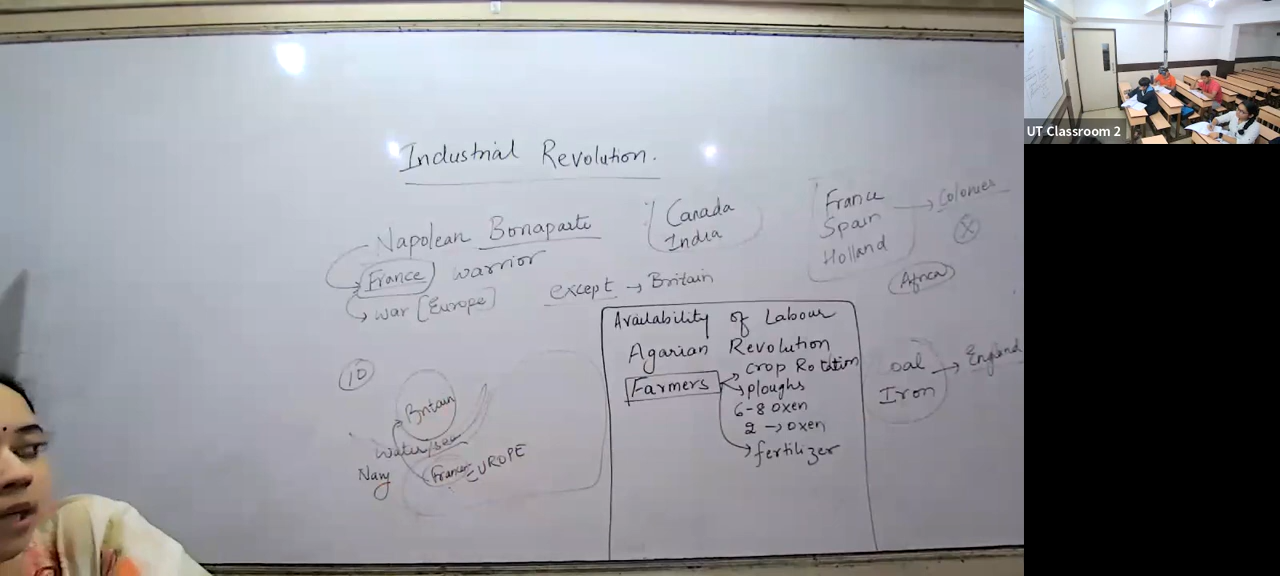 Industrial Revolution.
Napolean Bonaparte
France warrior
war [Europe]
except → Britain
Canada
India
France
Spain
Holland
→ Colonies
X
Africa
10
Britain
water/sea
Navy
France
EUROPE
Availability of Labour
Agarian Revolution
Farmers
crop Rotation
ploughs
6-8 oxen
2 → oxen
fertilizer
oal
Iron
→ England
UT Classroom 2